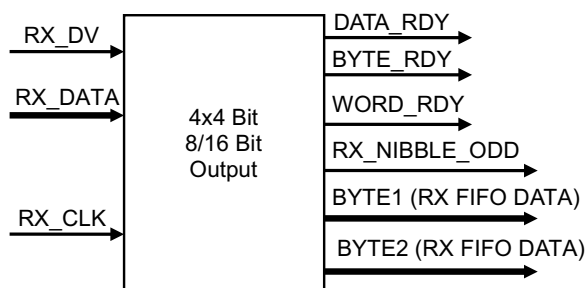 RX_DV
RX_DATA
RX_CLK
4x4 Bit
8/16 Bit
Output
DATA_RDY
BYTE_RDY
WORD_RDY
RX_NIBBLE_ODD
BYTE1 (RX FIFO DATA)
BYTE2 (RX FIFO DATA)